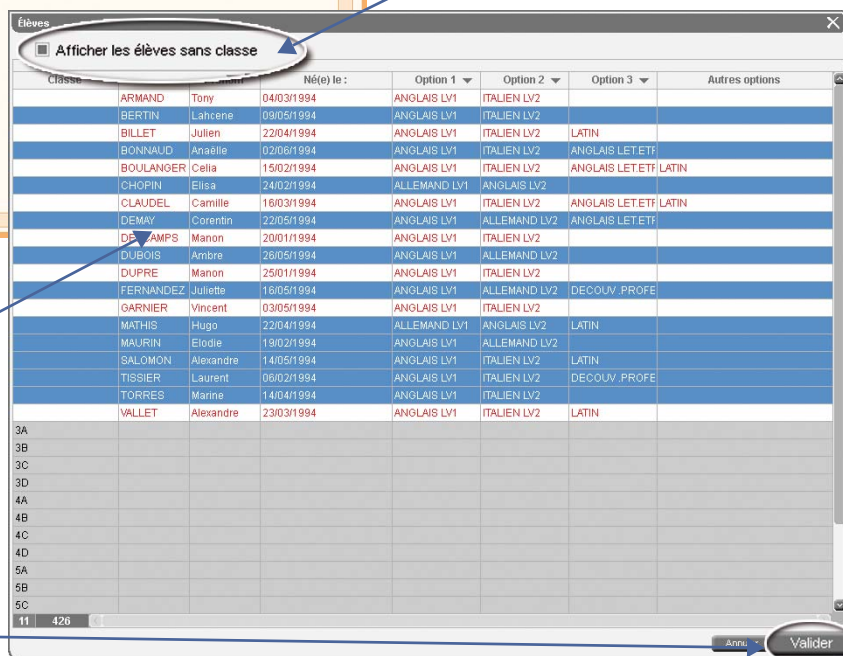 Élèves
Afficher les élèves sans classe
Classe Né(e) le : Option 1 Option 2 Option 3 Autres options
ARMAND Tony 04/03/1994 ANGLAIS LV1 ITALIEN LV2
BERTIN Lahcene 09/05/1994 ANGLAIS LV1 ITALIEN LV2
BILLET Julien 22/04/1994 ANGLAIS LV1 ITALIEN LV2 LATIN
BONNAUD Anaëlle 02/06/1994 ANGLAIS LV1 ITALIEN LV2 ANGLAIS LET.ETF
BOULANGER Celia 15/02/1994 ANGLAIS LV1 ITALIEN LV2 ANGLAIS LET.ETF LATIN
CHOPIN Elisa 24/02/1994 ALLEMAND LV1 ANGLAIS LV2
CLAUDEL Camille 16/03/1994 ANGLAIS LV1 ITALIEN LV2 ANGLAIS LET.ETF LATIN
DEMAY Corentin 22/05/1994 ANGLAIS LV1 ALLEMAND LV2 ANGLAIS LET.ETF
Manon 20/01/1994 ANGLAIS LV1 ITALIEN LV2
DUBOIS Ambre 26/05/1994 ANGLAIS LV1 ALLEMAND LV2
DUPRE Manon 25/01/1994 ANGLAIS LV1 ITALIEN LV2
FERNANDEZ Juliette 16/05/1994 ANGLAIS LV1 ALLEMAND LV2 DECOUV .PROFE
GARNIER Vincent 03/05/1994 ANGLAIS LV1 ITALIEN LV2
MATHIS Hugo 22/04/1994 ALLEMAND LV1 ANGLAIS LV2 LATIN
MAURIN Elodie 19/02/1994 ANGLAIS LV1 ALLEMAND LV2
SALOMON Alexandre 14/05/1994 ANGLAIS LV1 ITALIEN LV2 LATIN
TISSIER Laurent 06/02/1994 ANGLAIS LV1 ITALIEN LV2 DECOUV .PROFE
TORRES Marine 14/04/1994 ANGLAIS LV1 ITALIEN LV2
VALLET Alexandre 23/03/1994 ANGLAIS LV1 ITALIEN LV2 LATIN
3A
3B
3C
3D
4A
4B
4C
4D
5A
5B
5C
11 426
Valider